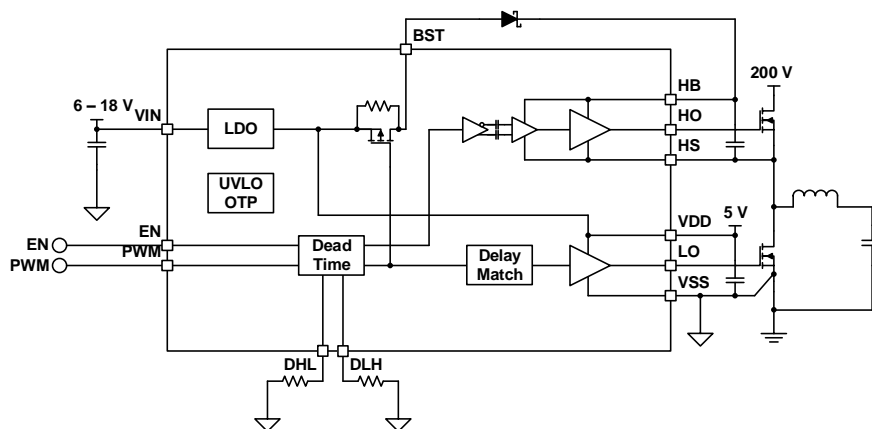 BST
200 V
6 – 18 V
VIN
LDO
HB
HO
HS
UVLO
OTP
VDD
5 V
EN
EN
PWM
PWM
Dead
Time
Delay
Match
LO
VSS
DHL
DLH